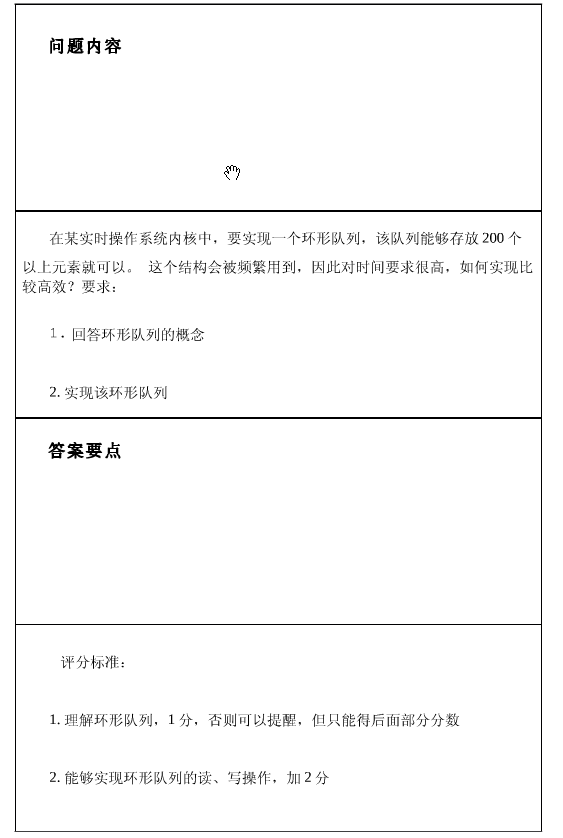 问题内容
在某实时操作系统内核中，要实现一个环形队列，该队列能够存放 200 个
以上元素就可以。 这个结构会被频繁用到，因此对时间要求很高，如何实现比
较高效？要求：
1．回答环形队列的概念
2. 实现该环形队列
答案要点
评分标准：
1. 理解环形队列，1 分，否则可以提醒，但只能得后面部分分数
2. 能够实现环形队列的读、写操作，加 2 分